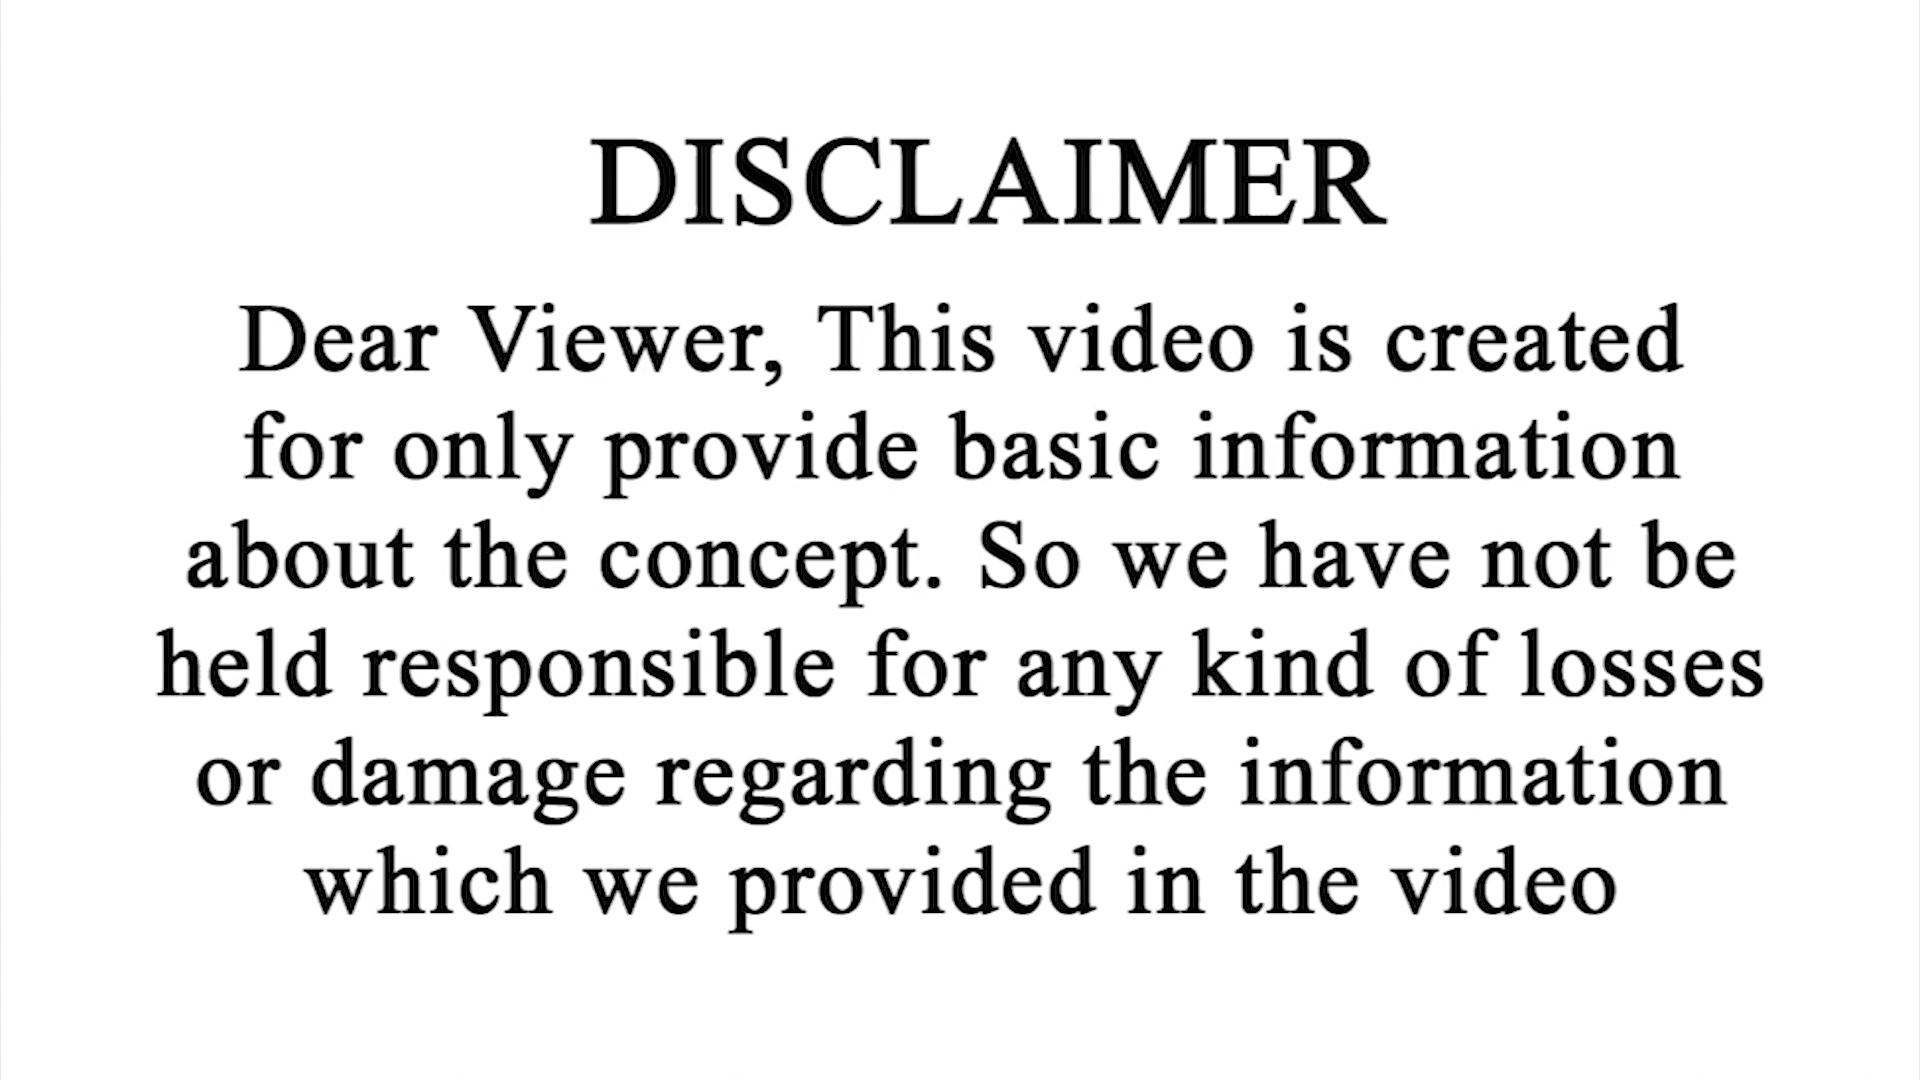 DISCLAIMER
Dear Viewer, This video is created
for only provide basic information
about the concept. So we have not be
held responsible for any kind of losses
or damage regarding the information
which we provided in the video